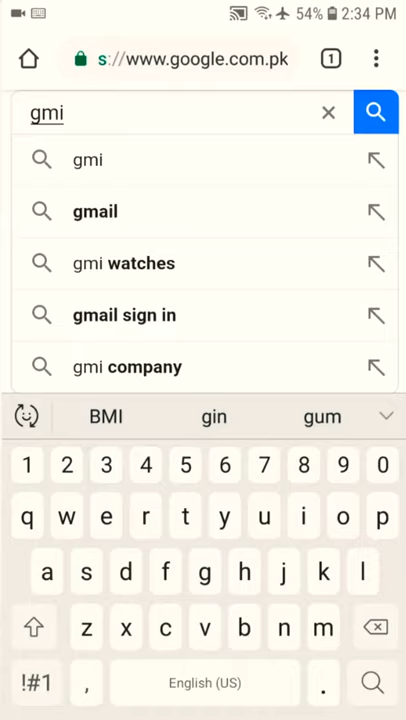 54% 2:34 PM
s://www.google.com.pk 1
gmi
gmi
gmail
gmi watches
gmail sign in
gmi company
BMI gin gum
1 2 3 4 5 6 7 8 9 0
q w e r t y u i o p
a s d f g h j k l
z x c v b n m
!#1 , English (US) .